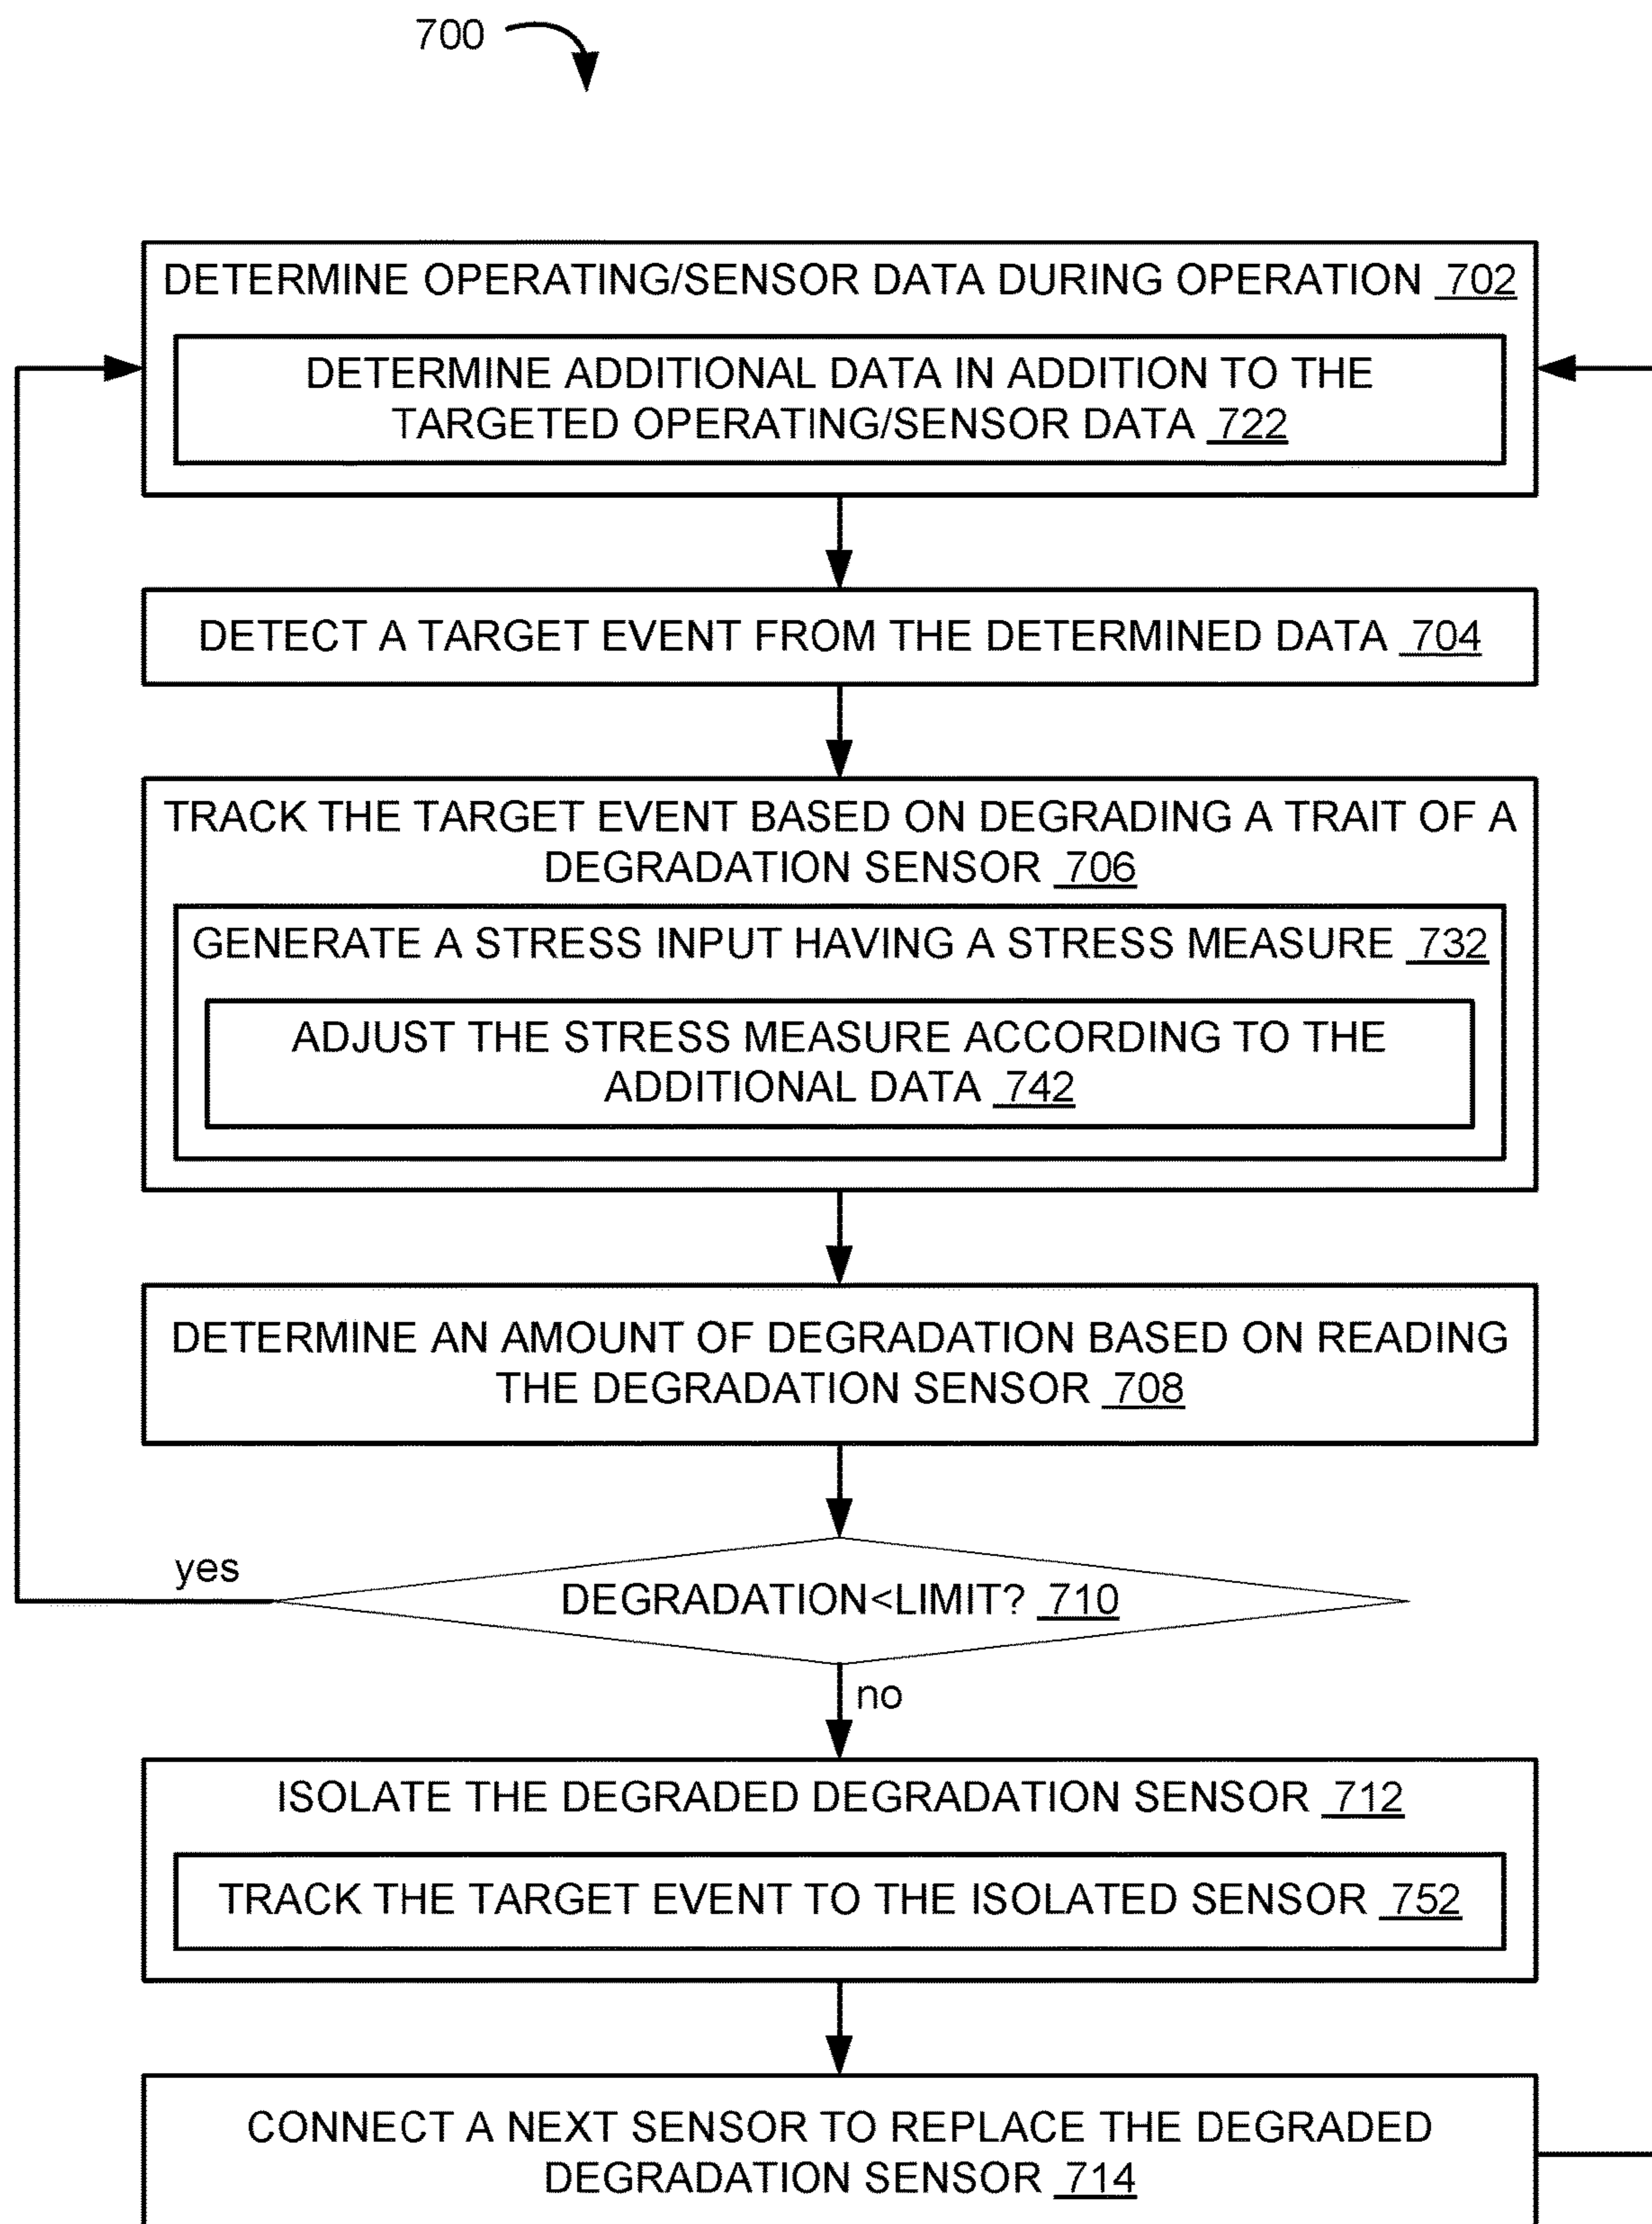 700
DETERMINE OPERATING/SENSOR DATA DURING OPERATION 702
DETERMINE ADDITIONAL DATA IN ADDITION TO THE
TARGETED OPERATING/SENSOR DATA 722
DETECT A TARGET EVENT FROM THE DETERMINED DATA 704
TRACK THE TARGET EVENT BASED ON DEGRADING A TRAIT OF A
DEGRADATION SENSOR 706
GENERATE A STRESS INPUT HAVING A STRESS MEASURE 732
ADJUST THE STRESS MEASURE ACCORDING TO THE
ADDITIONAL DATA 742
DETERMINE AN AMOUNT OF DEGRADATION BASED ON READING
THE DEGRADATION SENSOR 708
yes
DEGRADATION<LIMIT? 710
no
ISOLATE THE DEGRADED DEGRADATION SENSOR 712
TRACK THE TARGET EVENT TO THE ISOLATED SENSOR 752
CONNECT A NEXT SENSOR TO REPLACE THE DEGRADED
DEGRADATION SENSOR 714